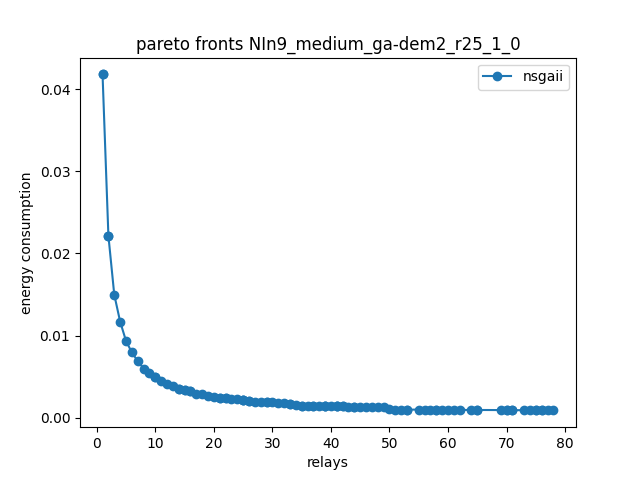 pareto fronts NIn9_medium_ga-dem2_r25_1_0
nsgaii
energy consumption
0.04
0.03
0.02
0.01
0.00
0 10 20 30 40 50 60 70 80
relays